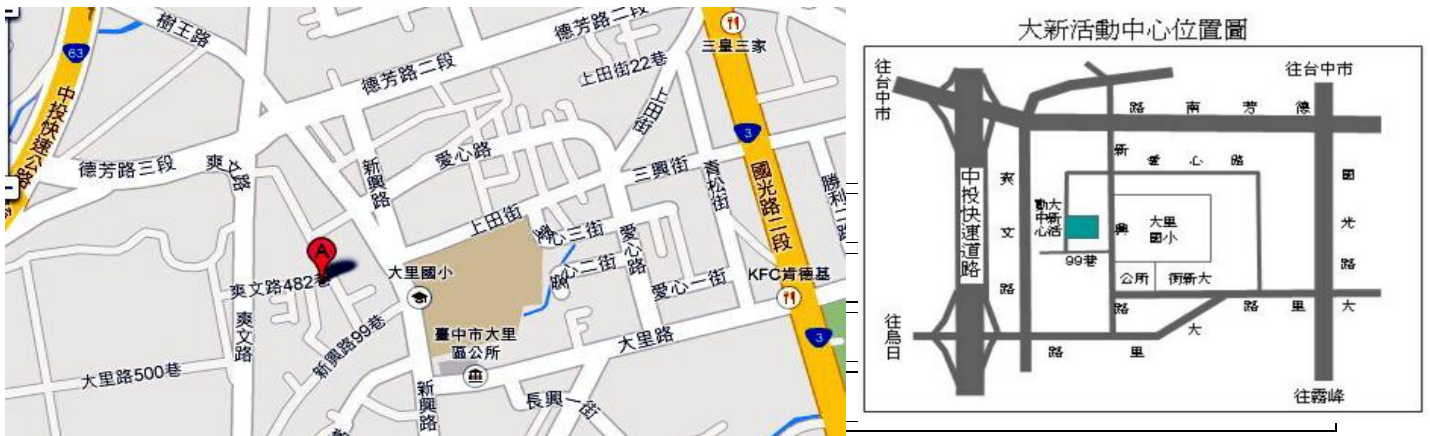 樹王路
63
中投快速公路
德芳路二段
德芳路二段
三皇三家
上田街22巷
上田街
3
德芳路三段
爽文路
新興路
愛心路
三興街
青松街
國光路二段
勝利二路
上田街
心三街
愛心路
心二街
愛心一街
KFC肯德基
A
爽文路482巷
大里國小
爽文路
新興路99巷
臺中市大里
區公所
大里路
3
大里路500巷
新興路
長興一街
大新活動中心位置圖
往台中市
往台中市
路南芳德
新
愛心路
中投快速道路
爽文路
大新活動中心
興
大里
國小
國光路
99巷
公所
街新大
路
路里大
大里路
往烏日
往霧峰